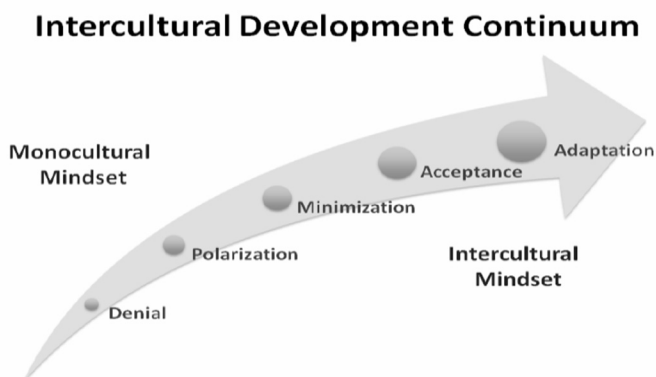 Intercultural Development Continuum
Monocultural
Mindset
Adaptation
Acceptance
Minimization
Polarization
Intercultural
Mindset
Denial